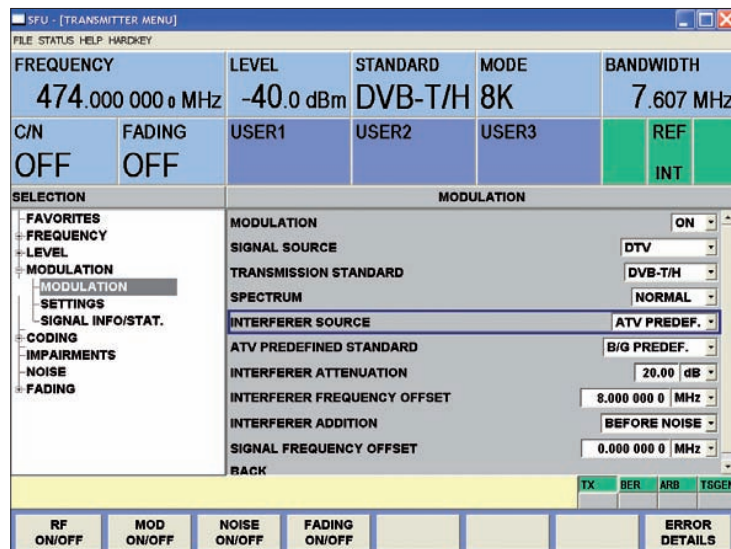 SFU - [TRANSMITTER MENU]
FILE STATUS HELP HARDKEY
FREQUENCY LEVEL STANDARD MODE BANDWIDTH
474.000 000 0 MHz -40.0 dBm DVB-T/H 8K 7.607 MHz
C/N FADING USER1 USER2 USER3 REF
OFF OFF INT
SELECTION MODULATION
FAVORITES
FREQUENCY
LEVEL
MODULATION
MODULATION
SETTINGS
SIGNAL INFO/STAT.
CODING
IMPAIRMENTS
NOISE
FADING
MODULATION ON
SIGNAL SOURCE DTV
TRANSMISSION STANDARD DVB-T/H
SPECTRUM NORMAL
INTERFERER SOURCE ATV PREDEF.
ATV PREDEFINED STANDARD B/G PREDEF.
INTERFERER ATTENUATION 20.00 dB
INTERFERER FREQUENCY OFFSET 8.000 000 0 MHz
INTERFERER ADDITION BEFORE NOISE
SIGNAL FREQUENCY OFFSET 0.000 000 0 MHz
BACK
TX BER ARB TSGEN
RF ON/OFF
MOD ON/OFF
NOISE ON/OFF
FADING ON/OFF
ERROR DETAILS